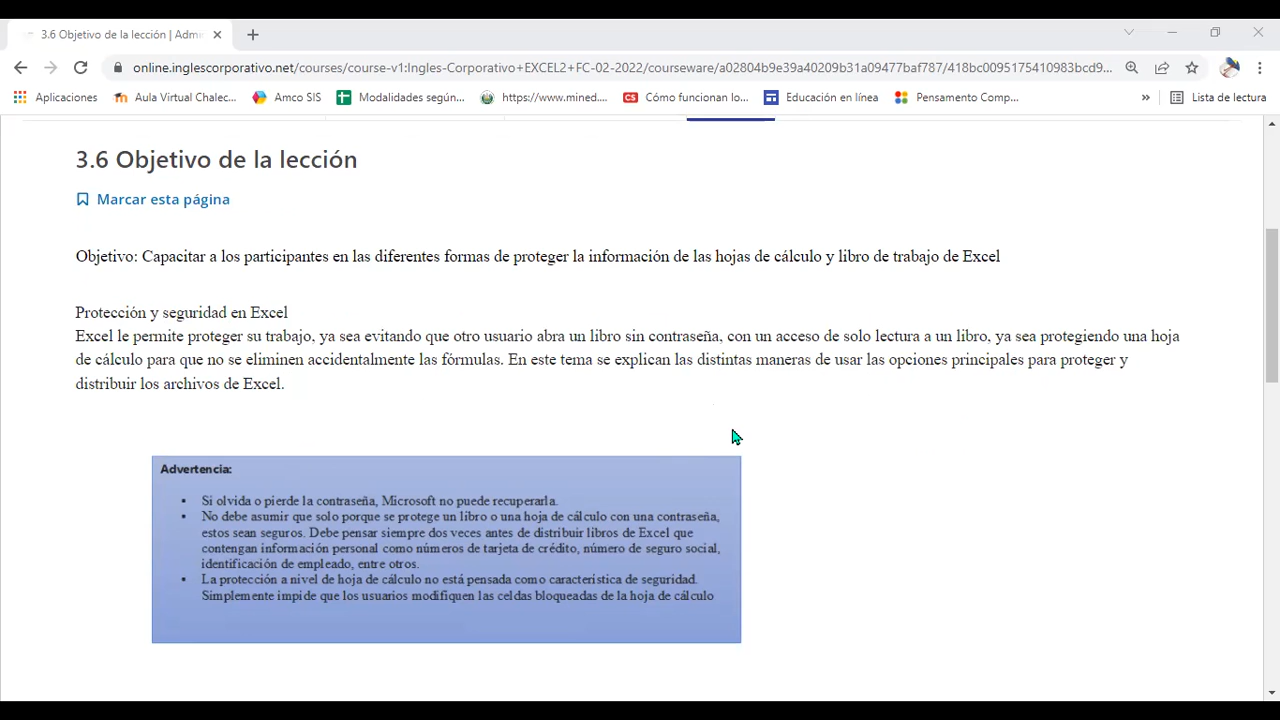 3.6 Objetivo de la lección | Admi
online.inglescorporativo.net/courses/course-v1:Ingles-Corporativo+EXCEL2+FC-02-2022/courseware/a02804b9e39a40209b31a09477baf787/418bc0095175410983bcd9...
Aplicaciones Aula Virtual Chalec... Amco SIS Modalidades según... https://www.mined.... CS Cómo funcionan lo... Educación en línea Pensamento Comp... » Lista de lectura
3.6 Objetivo de la lección
Marcar esta página
Objetivo: Capacitar a los participantes en las diferentes formas de proteger la información de las hojas de cálculo y libro de trabajo de Excel
Protección y seguridad en Excel
Excel le permite proteger su trabajo, ya sea evitando que otro usuario abra un libro sin contraseña, con un acceso de solo lectura a un libro, ya sea protegiendo una hoja
de cálculo para que no se eliminen accidentalmente las fórmulas. En este tema se explican las distintas maneras de usar las opciones principales para proteger y
distribuir los archivos de Excel.
Advertencia:
• Si olvida o pierde la contraseña, Microsoft no puede recuperarla.
• No debe asumir que solo porque se protege un libro o una hoja de cálculo con una contraseña,
estos sean seguros. Debe pensar siempre dos veces antes de distribuir libros de Excel que
contengan información personal como números de tarjeta de crédito, número de seguro social,
identificación de empleado, entre otros.
• La protección a nivel de hoja de cálculo no está pensada como característica de seguridad.
Simplemente impide que los usuarios modifiquen las celdas bloqueadas de la hoja de cálculo